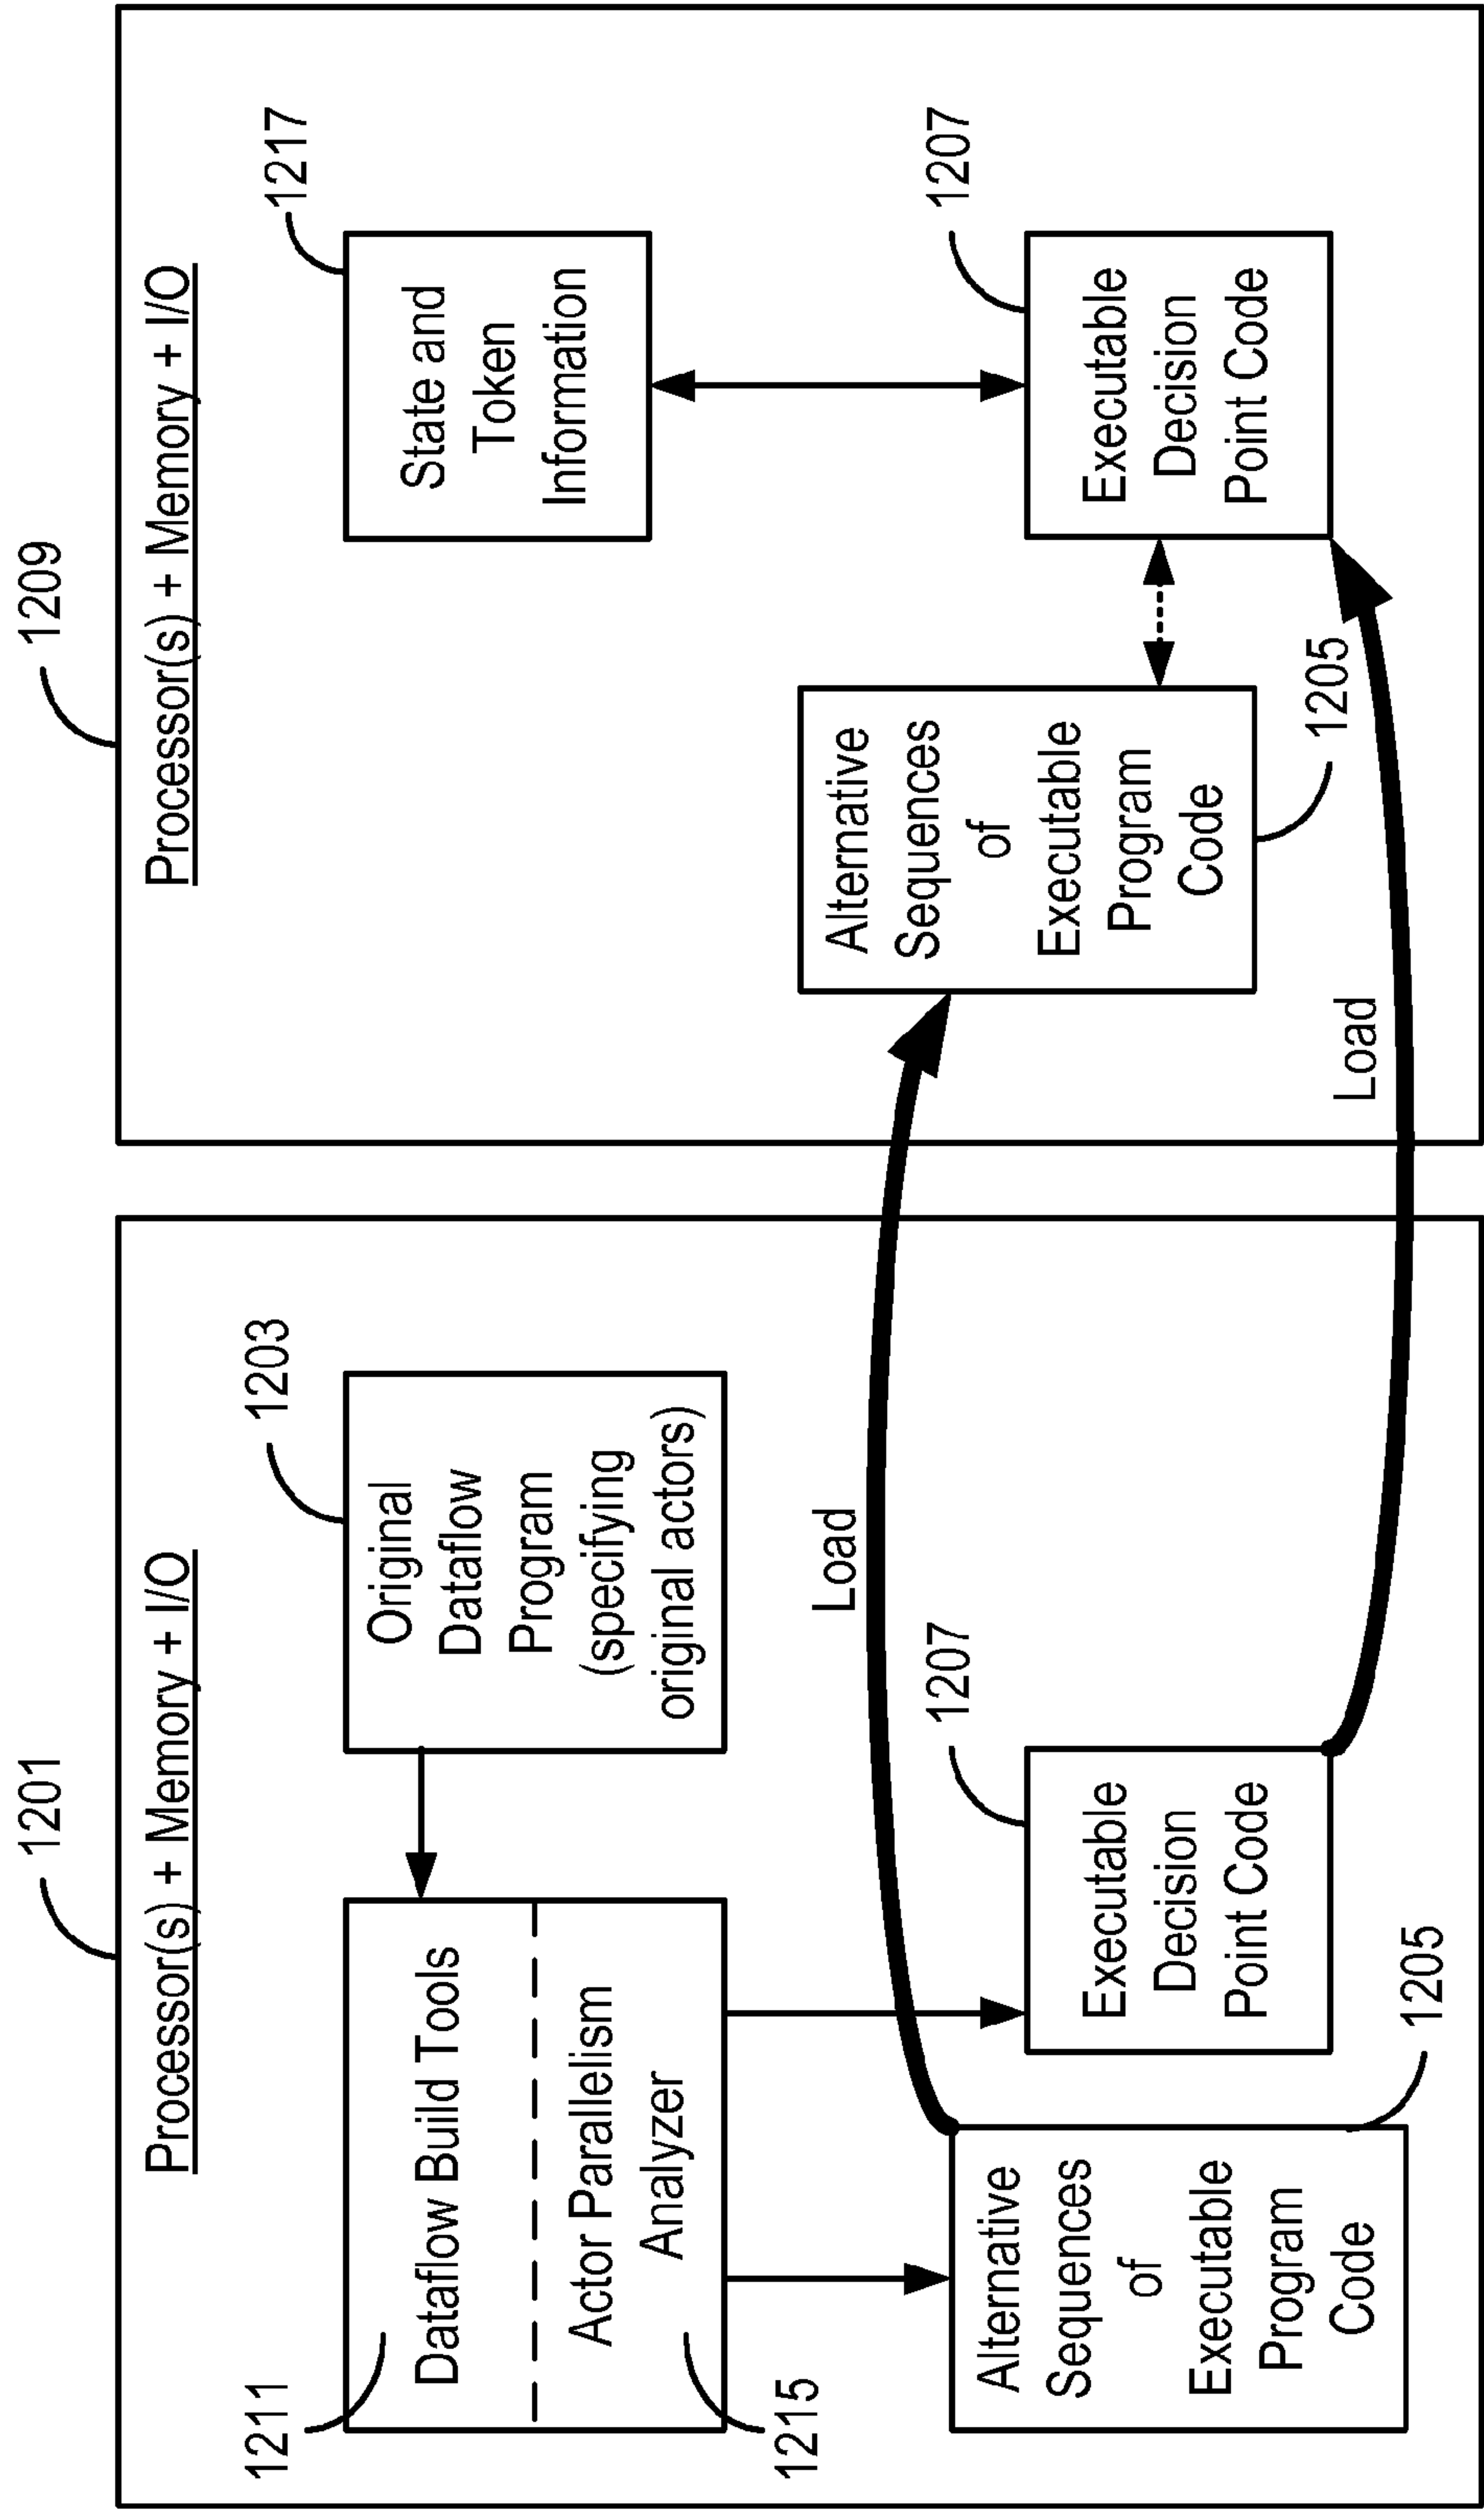 1201
Processor(s) + Memory + I/O
1211
Dataflow Build Tools
Actor Parallelism
Analyzer
1215
1203
Original
Dataflow
Program
(specifying
original actors)
Load
1207
Executable
Decision
Point Code
Alternative
Sequences
of
Executable
Program
Code
1205
1209
Processor(s) + Memory + I/O
1217
State and
Token
Information
Alternative
Sequences
of
Executable
Program
Code
1205
1207
Executable
Decision
Point Code
Load